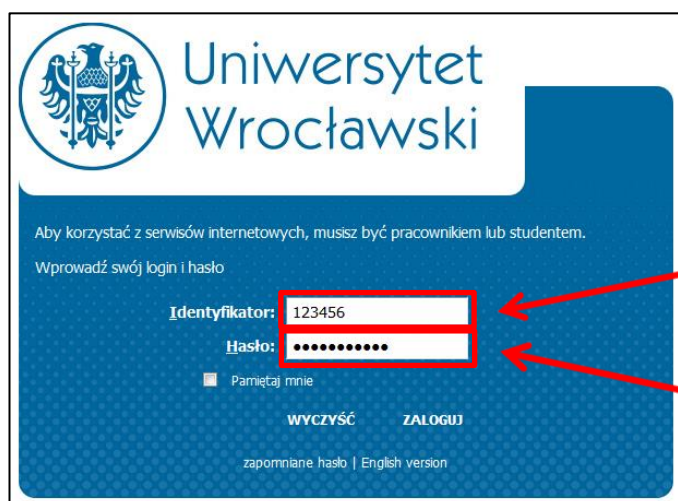 Uniwersytet
Wrocławski
Aby korzystać z serwisów internetowych, musisz być pracownikiem lub studentem.
Wprowadź swój login i hasło
Identyfikator: 123456
Hasło: •••••••••••
Pamiętaj mnie
WYCZYŚĆ ZALOGUJ
zapomniane hasło | English version